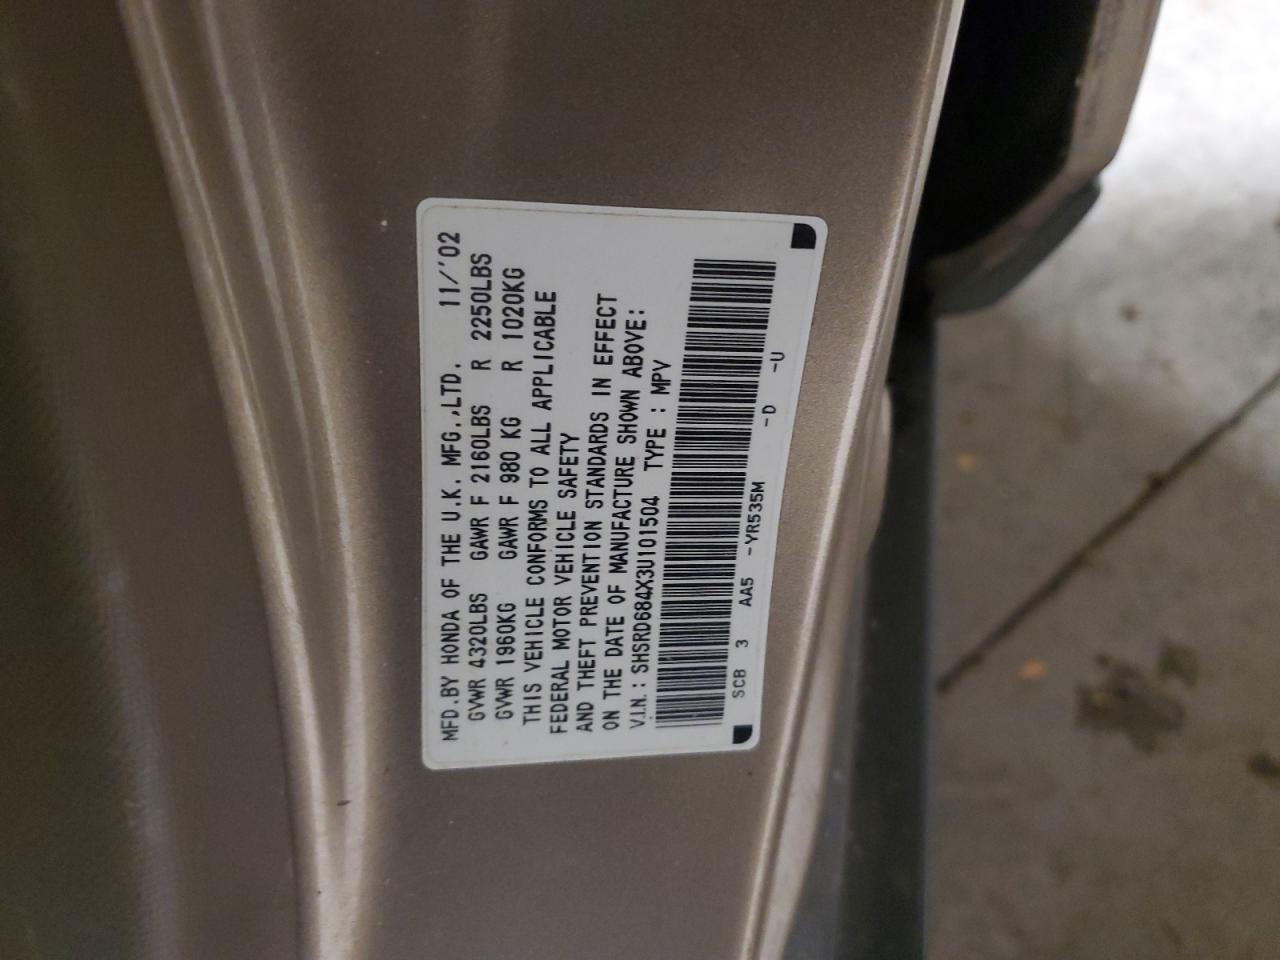 MFD.BY HONDA OF THE U.K. MFG.,LTD. 11/'02
GVWR 4320LBS GAWR F 2160LBS R 2250LBS
GVWR 1960KG GAWR F 980 KG R 1020KG
THIS VEHICLE CONFORMS TO ALL APPLICABLE
FEDERAL MOTOR VEHICLE SAFETY
AND THEFT PREVENTION STANDARDS IN EFFECT
ON THE DATE OF MANUFACTURE SHOWN ABOVE:
V.I.N.: SHSRD684X3U101504 TYPE : MPV
SCB 3 AA5 -YR535M -D -U